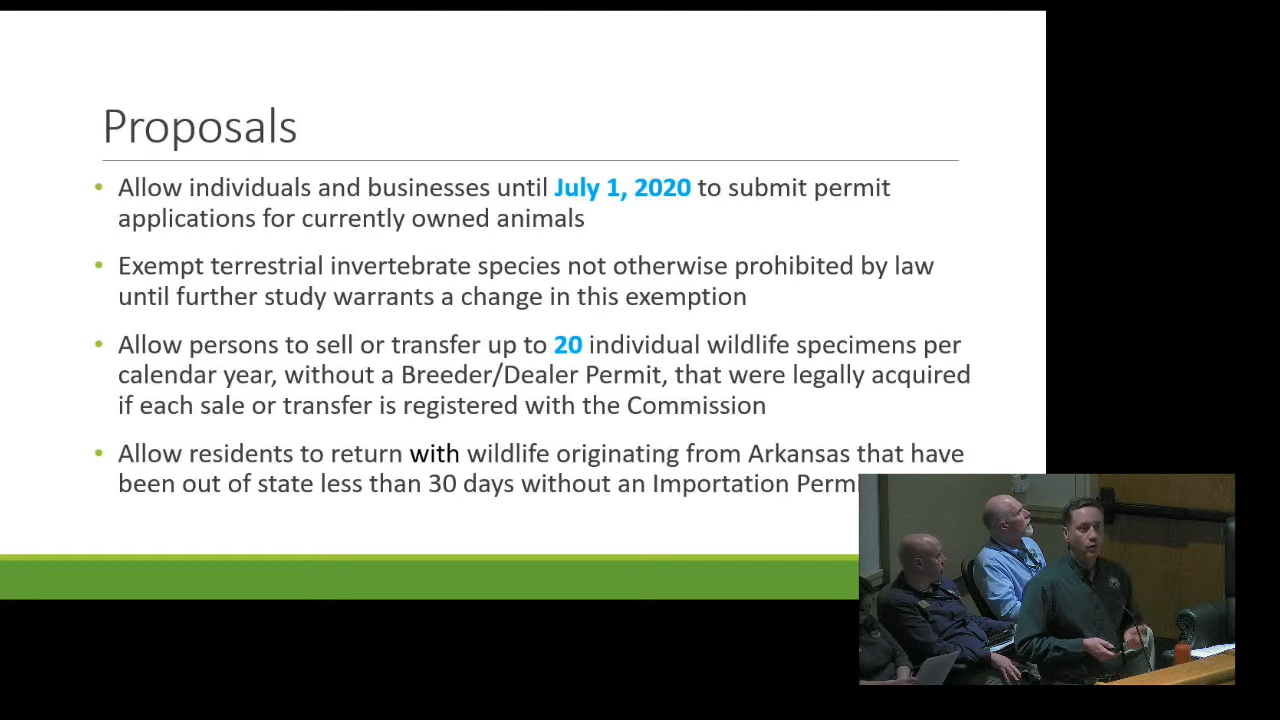 Proposals
• Allow individuals and businesses until July 1, 2020 to submit permit
applications for currently owned animals
• Exempt terrestrial invertebrate species not otherwise prohibited by law
until further study warrants a change in this exemption
• Allow persons to sell or transfer up to 20 individual wildlife specimens per
calendar year, without a Breeder/Dealer Permit, that were legally acquired
if each sale or transfer is registered with the Commission
• Allow residents to return with wildlife originating from Arkansas that have
been out of state less than 30 days without an Importation Permi